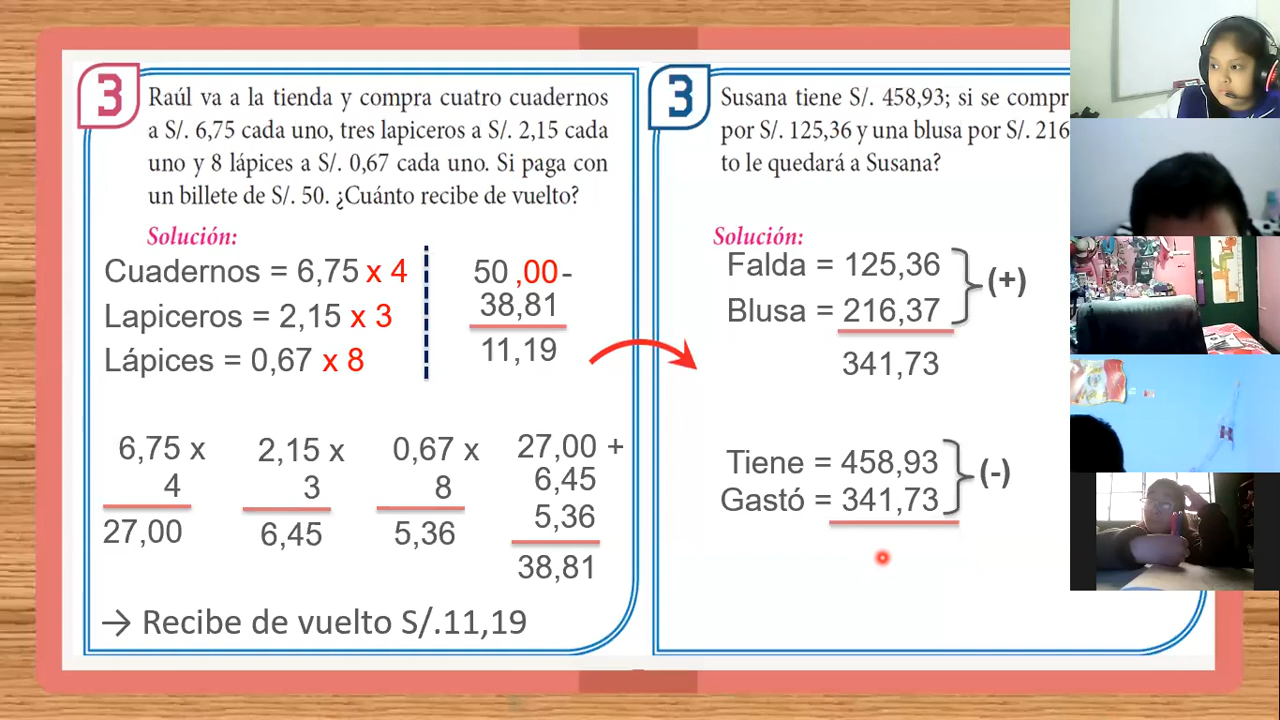 3
Raúl va a la tienda y compra cuatro cuadernos
a S/. 6,75 cada uno, tres lapiceros a S/. 2,15 cada
uno y 8 lápices a S/. 0,67 cada uno. Si paga con
un billete de S/. 50. ¿Cuánto recibe de vuelto?
Solución:
Cuadernos = 6,75 x 4
Lapiceros = 2,15 x 3
Lápices = 0,67 x 8
50 ,00 -
38,81
11,19
6,75 x
4
27,00
2,15 x
3
6,45
0,67 x
8
5,36
27,00 +
6,45
5,36
38,81
→ Recibe de vuelto S/.11,19
3
Susana tiene S/. 458,93; si se compr
por S/. 125,36 y una blusa por S/. 216
to le quedará a Susana?
Solución:
Falda = 125,36
Blusa = 216,37
(+)
341,73
Tiene = 458,93
Gastó = 341,73
(-)